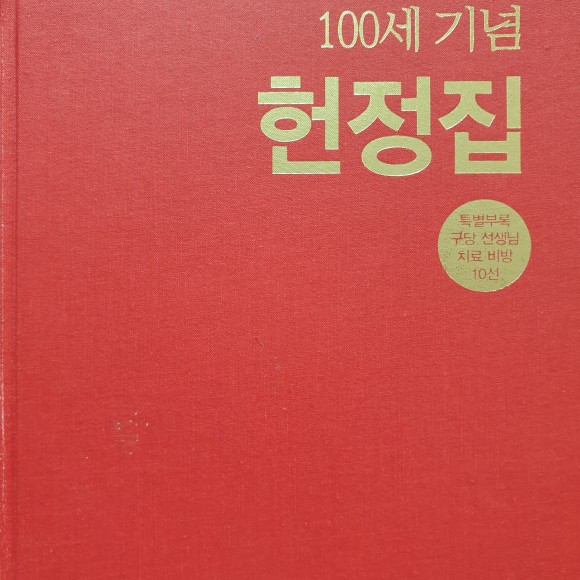 100세 기념
헌정집
특별부록
구당 선생님
치료 비방
10선